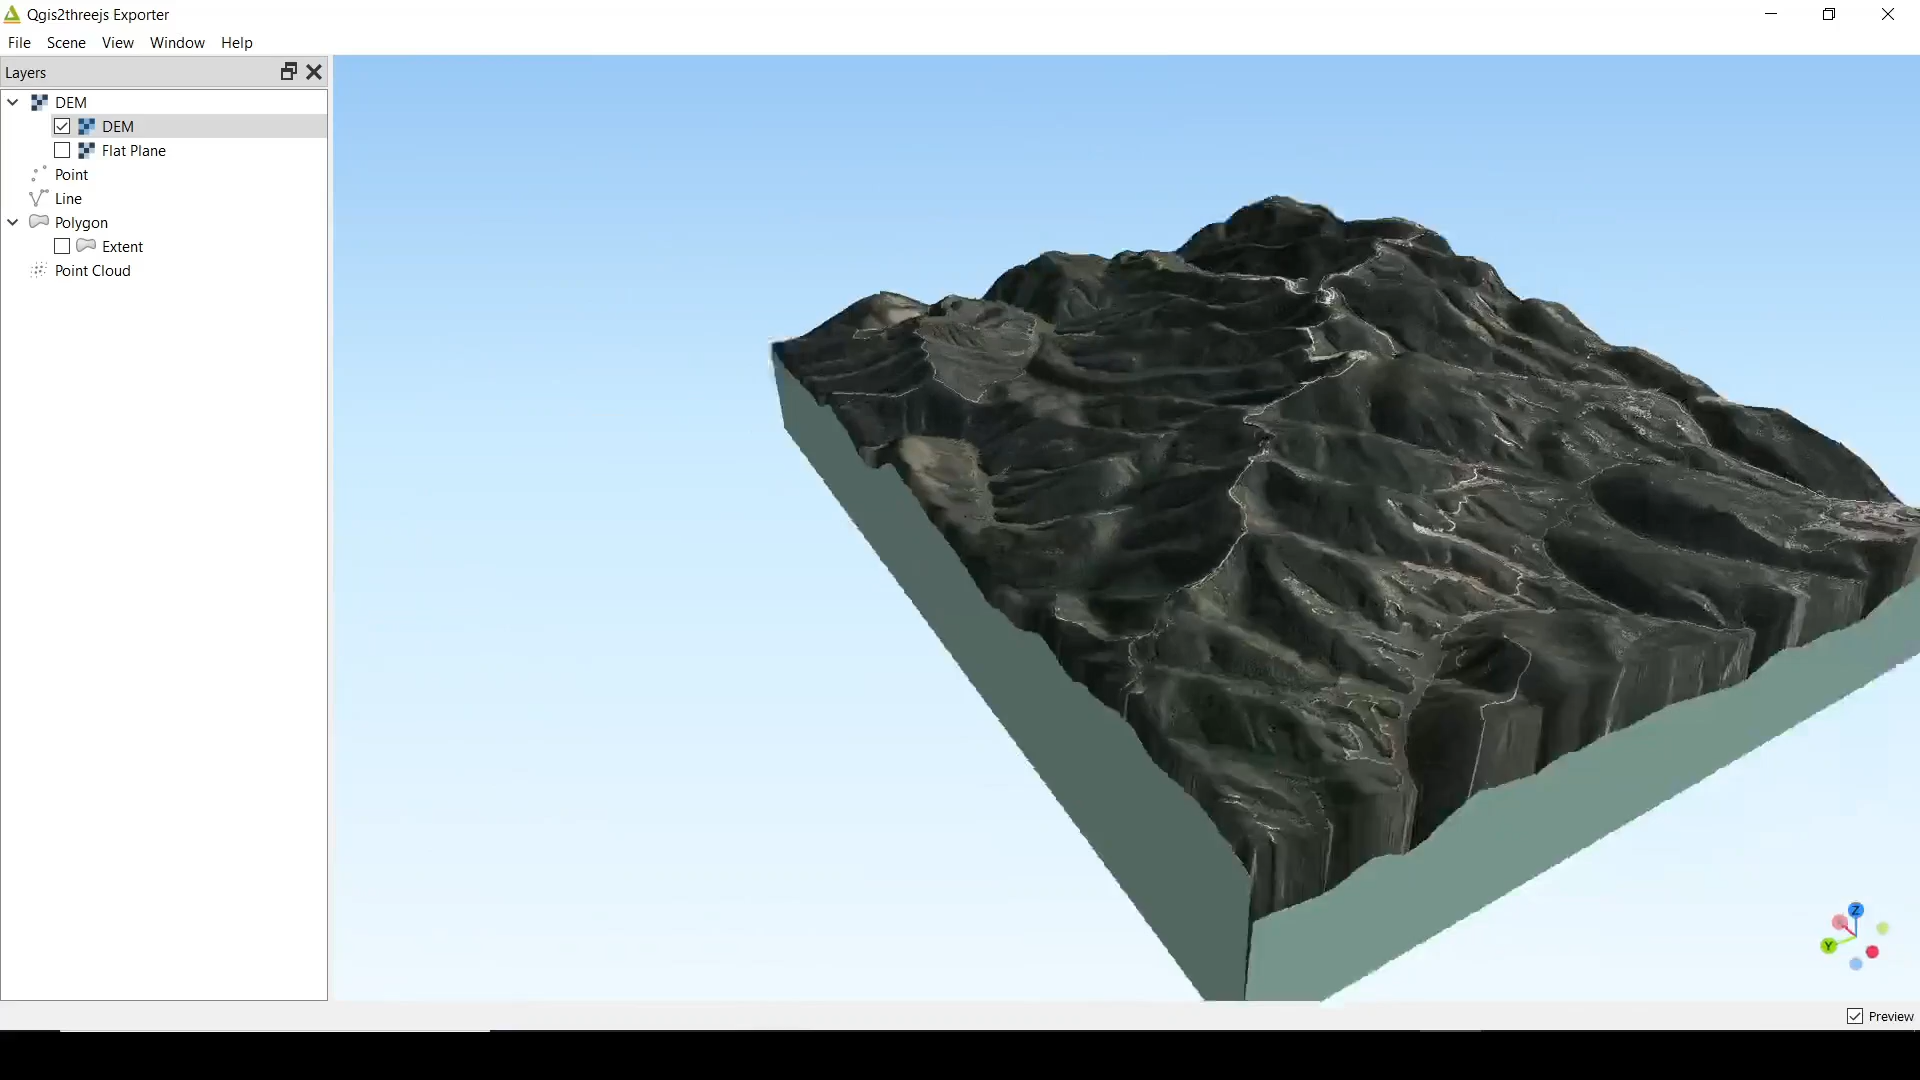 Qgis2threejs Exporter
File Scene View Window Help
Layers
DEM
DEM
Flat Plane
Point
Line
Polygon
Extent
Point Cloud
Z
Y
Preview